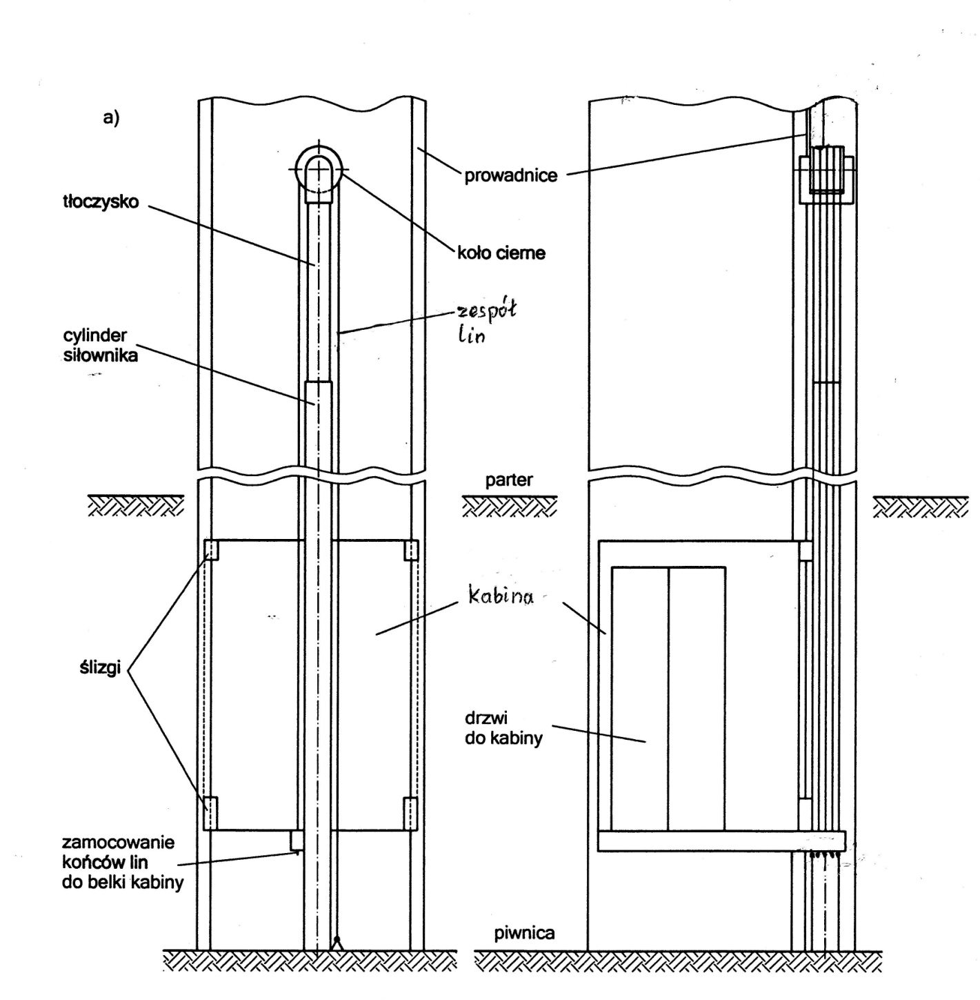 a)
prowadnice
tłoczysko
koło cierne
zespół
lin
cylinder
siłownika
parter
Kabina
ślizgi
drzwi
do kabiny
zamocowanie
końców lin
do belki kabiny
piwnica